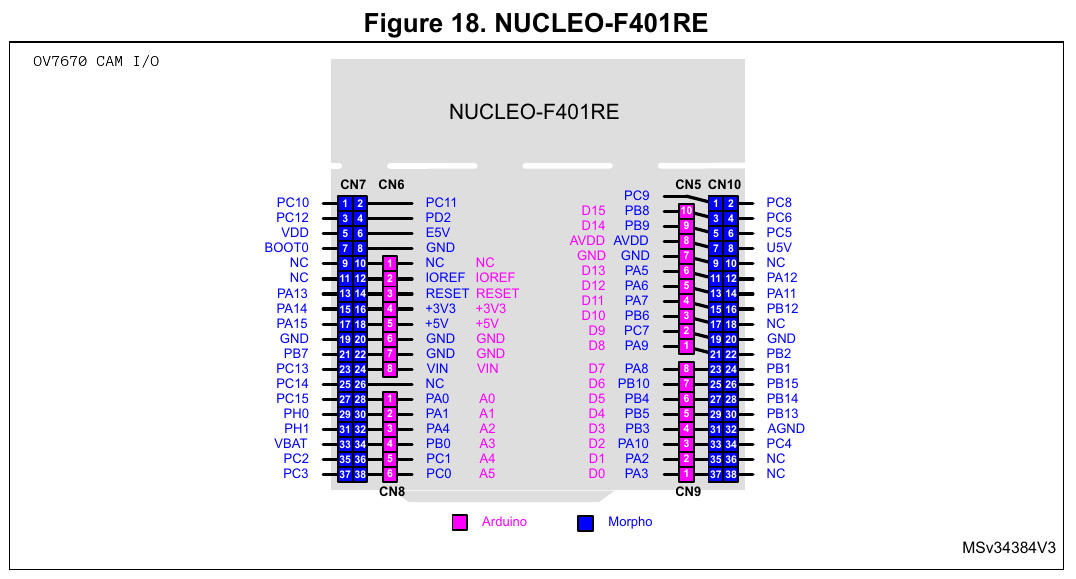 Figure 18. NUCLEO-F401RE
OV7670 CAM I/O
NUCLEO-F401RE
CN7 CN6 CN5 CN10
PC9
PC10 1 2 PC11 1 2 PC8
D15 PB8 10
PC12 3 4 PD2 3 4 PC6
D14 PB9 9
VDD 5 6 E5V 5 6 PC5
AVDD AVDD 8
BOOT0 7 8 GND 7 8 U5V
GND GND 7
NC 9 10 1 NC NC 9 10 NC
D13 PA5 6
NC 11 12 2 IOREF IOREF 11 12 PA12
D12 PA6 5
PA13 13 14 3 RESET RESET 13 14 PA11
D11 PA7 4
PA14 15 16 4 +3V3 +3V3 15 16 PB12
D10 PB6 3
PA15 17 18 5 +5V +5V 17 18 NC
D9 PC7 2
GND 19 20 6 GND GND 19 20 GND
D8 PA9 1
PB7 21 22 7 GND GND 21 22 PB2
PC13 23 24 8 VIN VIN D7 PA8 8 23 24 PB1
PC14 25 26 NC D6 PB10 7 25 26 PB15
PC15 27 28 1 PA0 A0 D5 PB4 6 27 28 PB14
PH0 29 30 2 PA1 A1 D4 PB5 5 29 30 PB13
PH1 31 32 3 PA4 A2 D3 PB3 4 31 32 AGND
VBAT 33 34 4 PB0 A3 D2 PA10 3 33 34 PC4
PC2 35 36 5 PC1 A4 D1 PA2 2 35 36 NC
PC3 37 38 6 PC0 A5 D0 PA3 1 37 38 NC
CN8 CN9
Arduino Morpho
MSv34384V3